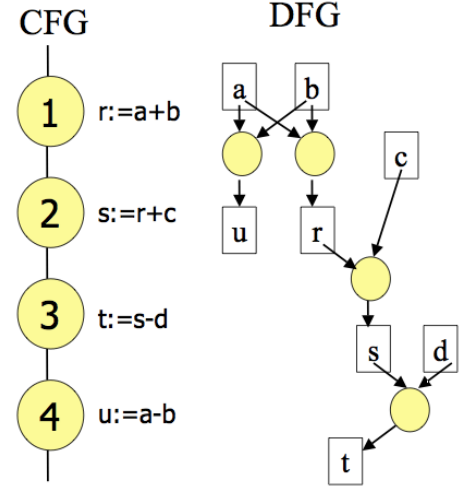 CFG
DFG
1 r:=a+b
2 s:=r+c
3 t:=s-d
4 u:=a-b
a b
c
u r
s d
t